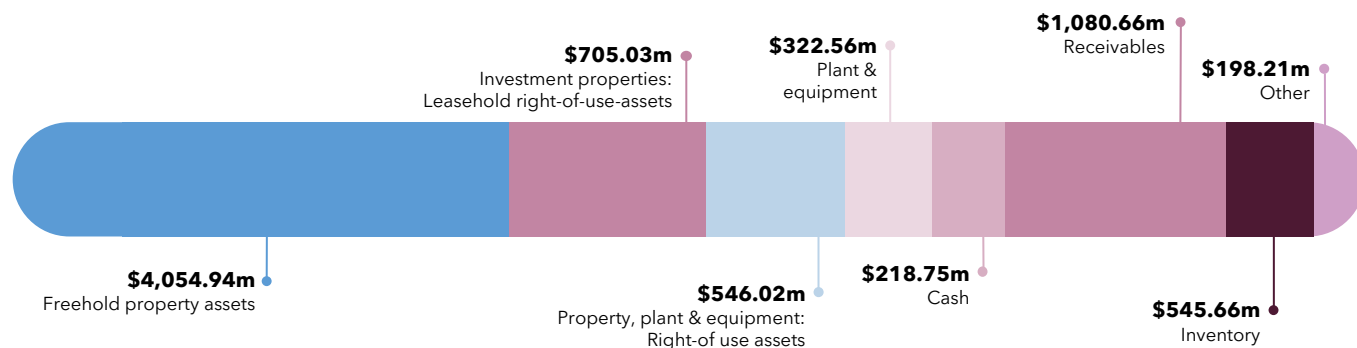 $1,080.66m
Receivables
$322.56m
Plant &
equipment
$705.03m
Investment properties:
Leasehold right-of-use-assets
$198.21m
Other
$4,054.94m
Freehold property assets
$546.02m
Property, plant & equipment:
Right-of use assets
$218.75m
Cash
$545.66m
Inventory